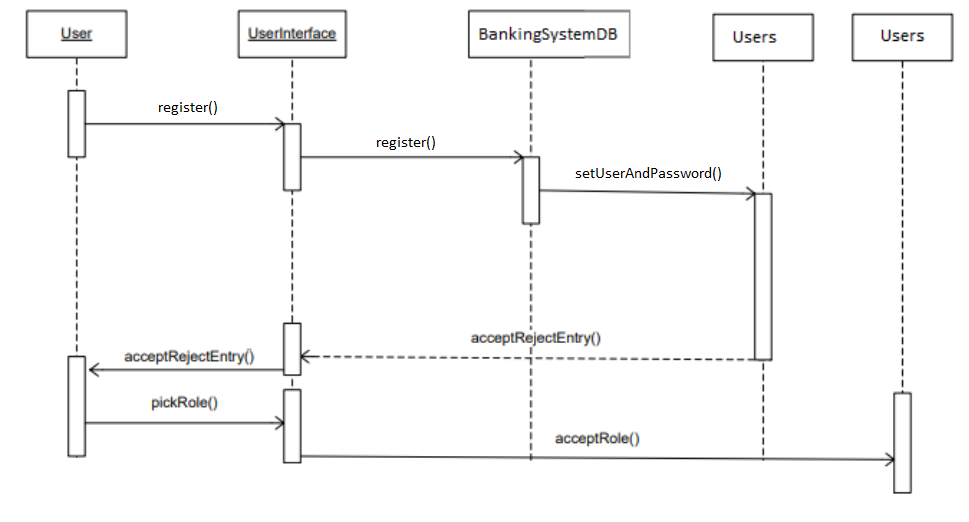 User
UserInterface
BankingSystemDB
Users
Users
register()
register()
setUserAndPassword()
acceptRejectEntry()
acceptRejectEntry()
pickRole()
acceptRole()